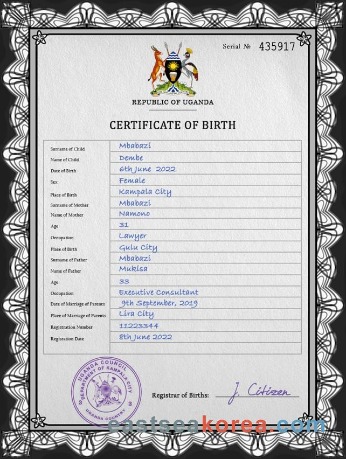 Serial № 435917
REPUBLIC OF UGANDA
CERTIFICATE OF BIRTH
Surname of Child Mbabazi
Name of Child Dembe
Date of Birth 6th June 2022
Sex Female
Place of Birth Kampala City
Surname of Mother Mbabazi
Name of Mother Namono
Age 31
Occupation Lawyer
Place of Birth Gulu City
Surname of Father Mbabazi
Name of Father Mukisa
Age 33
Occupation Executive Consultant
Date of Marriage of Parents 9th September, 2019
Place of Marriage of Parents Lira City
Registration Number 11223344
Registration Date 8th June 2022
UGANDA COUNCIL
DEPARTMENT OF KAMPALA CITY
UGANDA COUNTRY
Registrar of Births: J. Citizen
eastseakorea.com